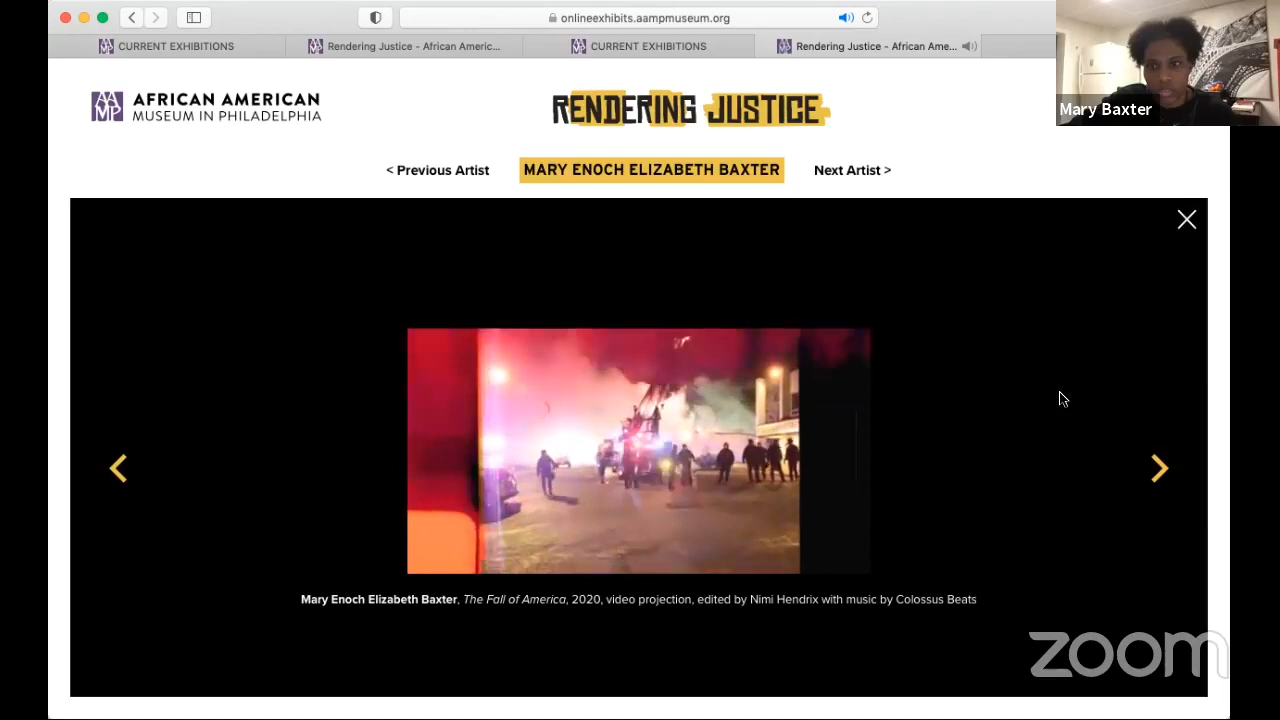 onlineexhibits.aampmuseum.org
CURRENT EXHIBITIONS
Rendering Justice - African Americ...
CURRENT EXHIBITIONS
Rendering Justice - African Ame...
Mary Baxter
AAMP
AFRICAN AMERICAN
MUSEUM IN PHILADELPHIA
RENDERING JUSTICE
< Previous Artist
MARY ENOCH ELIZABETH BAXTER
Next Artist >
Mary Enoch Elizabeth Baxter, The Fall of America, 2020, video projection, edited by Nimi Hendrix with music by Colossus Beats
zoom